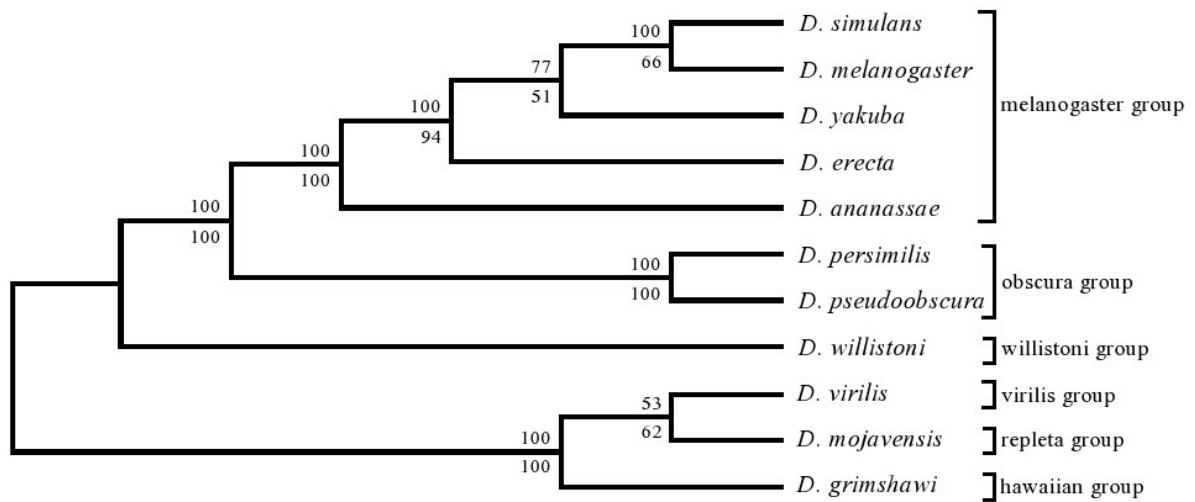 100 D. simulans
66 D. melanogaster
77
51 D. yakuba
melanogaster group
100
94 D. erecta
100
100 D. ananassae
100
100
100 D. persimilis
100 D. pseudoobscura
obscura group
D. willistoni willistoni group
53 D. virilis virilis group
62 D. mojavensis repleta group
100
100 D. grimshawi hawaiian group